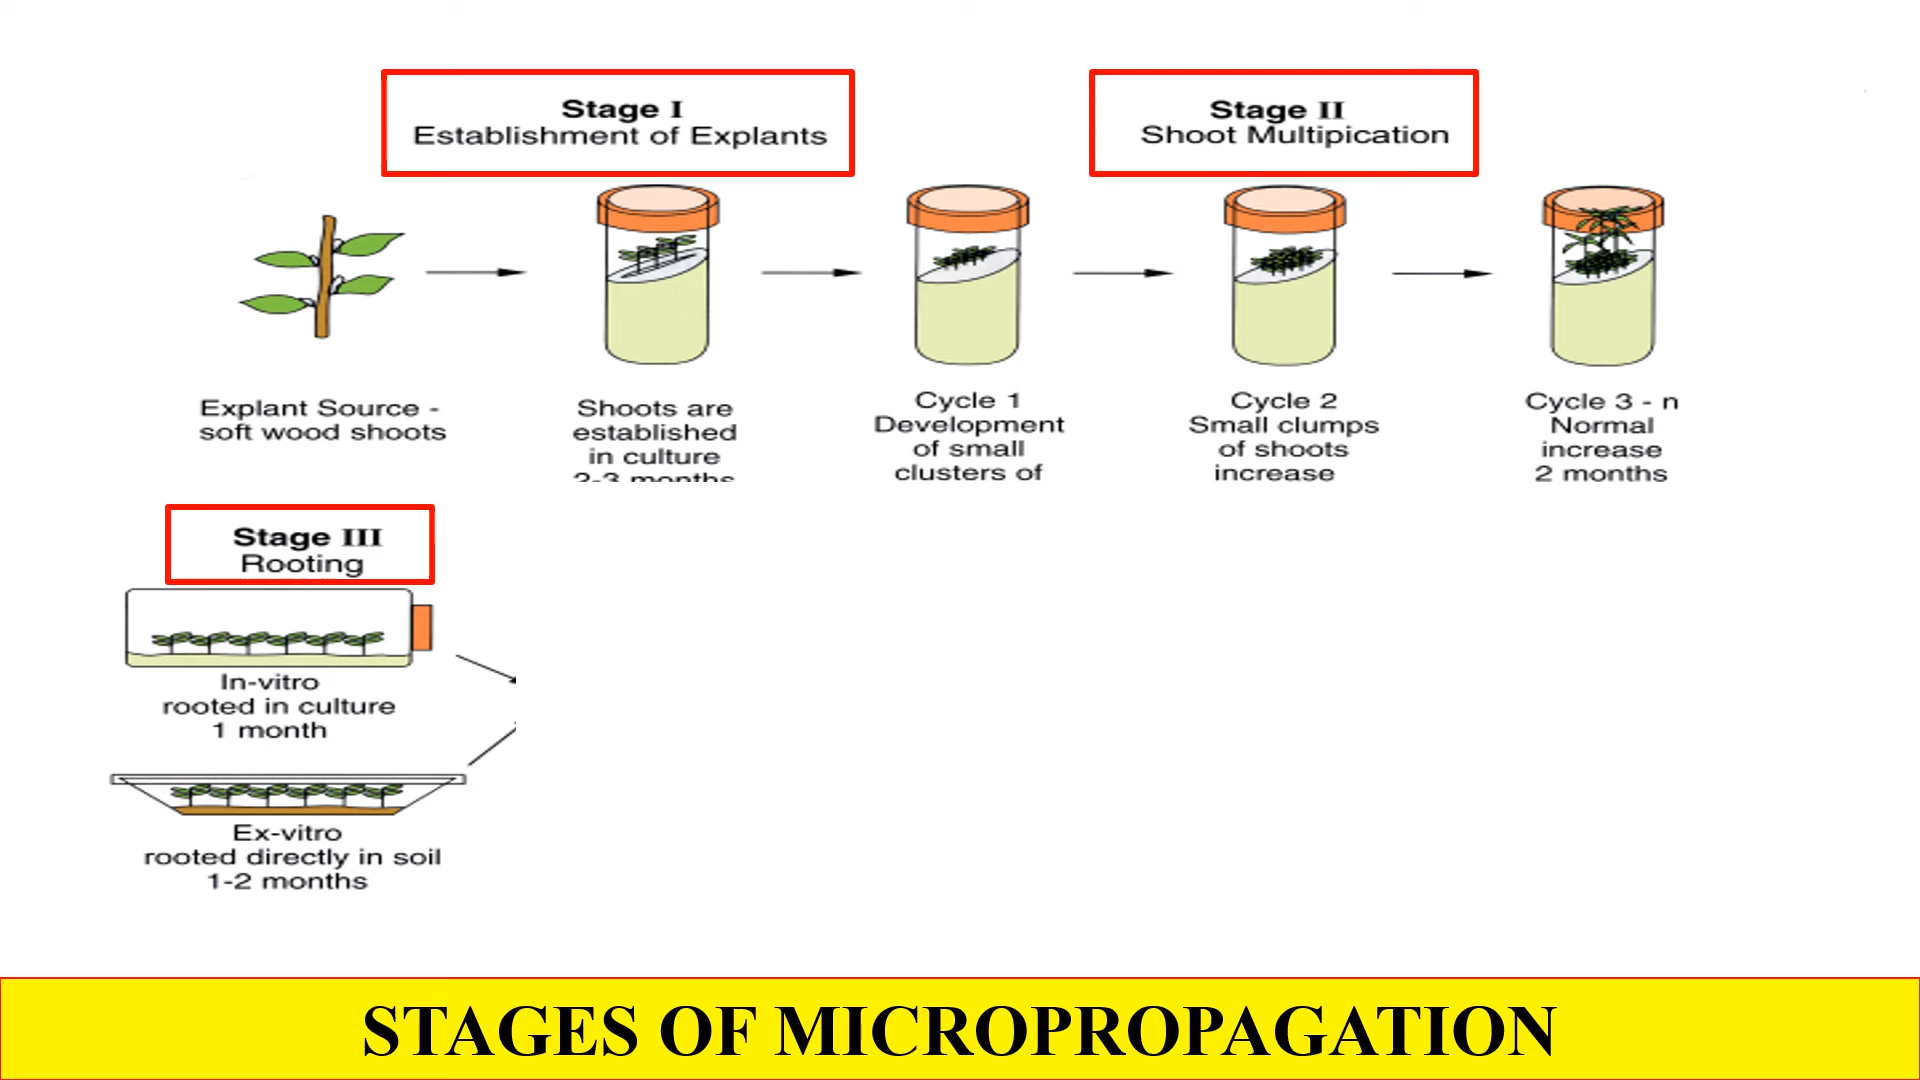 Stage I
Establishment of Explants
Stage II
Shoot Multipication
Explant Source -
soft wood shoots
Shoots are
established
in culture
2-3 months
Cycle 1
Development
of small
clusters of
Cycle 2
Small clumps
of shoots
increase
Cycle 3 - n
Normal
increase
2 months
Stage III
Rooting
In-vitro
rooted in culture
1 month
Ex-vitro
rooted directly in soil
1-2 months
STAGES OF MICROPROPAGATION